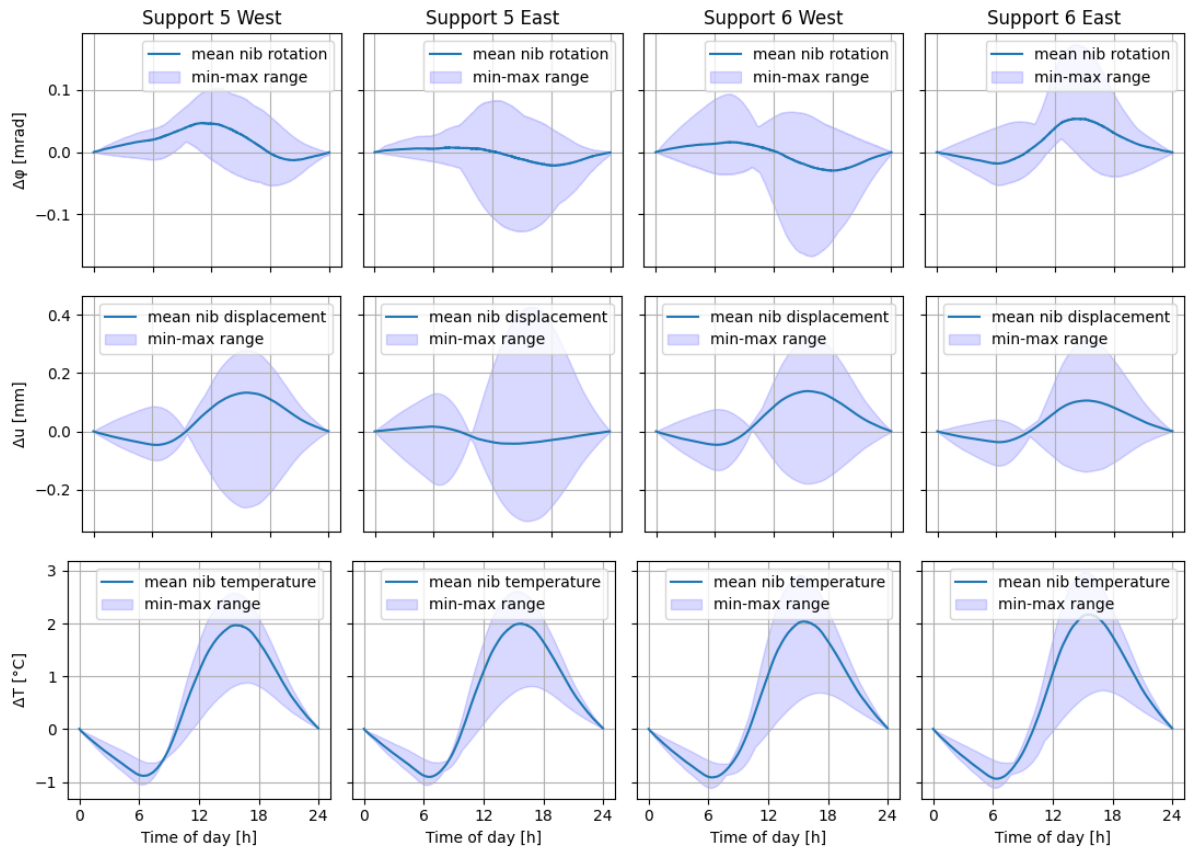 Support 5 West Support 5 East Support 6 West Support 6 East
mean nib rotation mean nib rotation mean nib rotation mean nib rotation
min-max range min-max range min-max range min-max range
0.1
0.0
−0.1
Δφ [mrad]
mean nib displacement mean nib displacement mean nib displacement mean nib displacement
min-max range min-max range min-max range min-max range
0.4
0.2
0.0
−0.2
Δu [mm]
mean nib temperature mean nib temperature mean nib temperature mean nib temperature
min-max range min-max range min-max range min-max range
3
2
1
0
−1
ΔT [°C]
0 6 12 18 24 0 6 12 18 24 0 6 12 18 24 0 6 12 18 24
Time of day [h] Time of day [h] Time of day [h] Time of day [h]